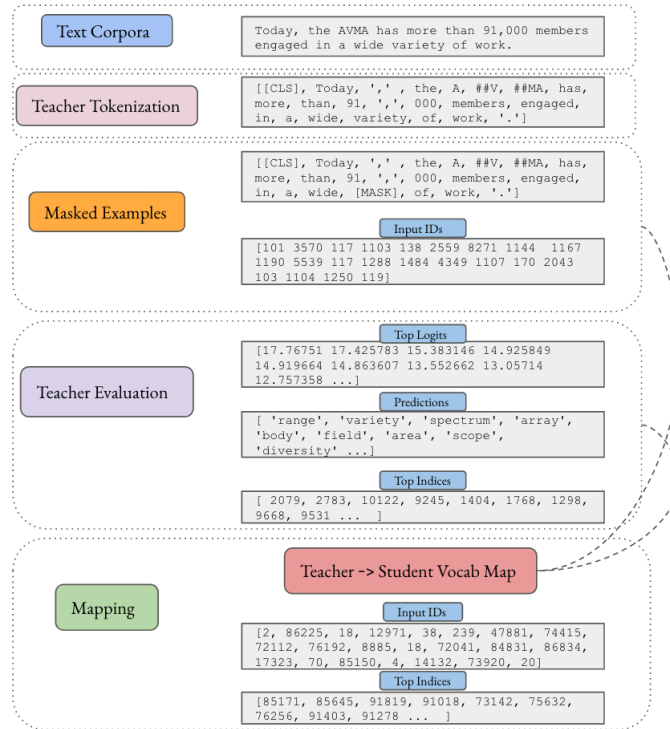 Text Corpora
Today, the AVMA has more than 91,000 members
engaged in a wide variety of work.
Teacher Tokenization
[[CLS], Today, ',' , the, A, ##V, ##MA, has,
more, than, 91, ',', 000, members, engaged,
in, a, wide, variety, of, work, '.']
Masked Examples
[[CLS], Today, ',' , the, A, ##V, ##MA, has,
more, than, 91, ',', 000, members, engaged,
in, a, wide, [MASK], of, work, '.']
Input IDs
[101 3570 117 1103 138 2559 8271 1144 1167
1190 5539 117 1288 1484 4349 1107 170 2043
103 1104 1250 119]
Teacher Evaluation
Top Logits
[17.76751 17.425783 15.383146 14.925849
14.919664 14.863607 13.552662 13.05714
12.757358 ...]
Predictions
[ 'range', 'variety', 'spectrum', 'array',
'body', 'field', 'area', 'scope',
'diversity' ...]
Top Indices
[ 2079, 2783, 10122, 9245, 1404, 1768, 1298,
9668, 9531 ... ]
Mapping
Teacher -> Student Vocab Map
Input IDs
[2, 86225, 18, 12971, 38, 239, 47881, 74415,
72112, 76192, 8885, 18, 72041, 84831, 86834,
17323, 70, 85150, 4, 14132, 73920, 20]
Top Indices
[85171, 85645, 91819, 91018, 73142, 75632,
76256, 91403, 91278 ... ]